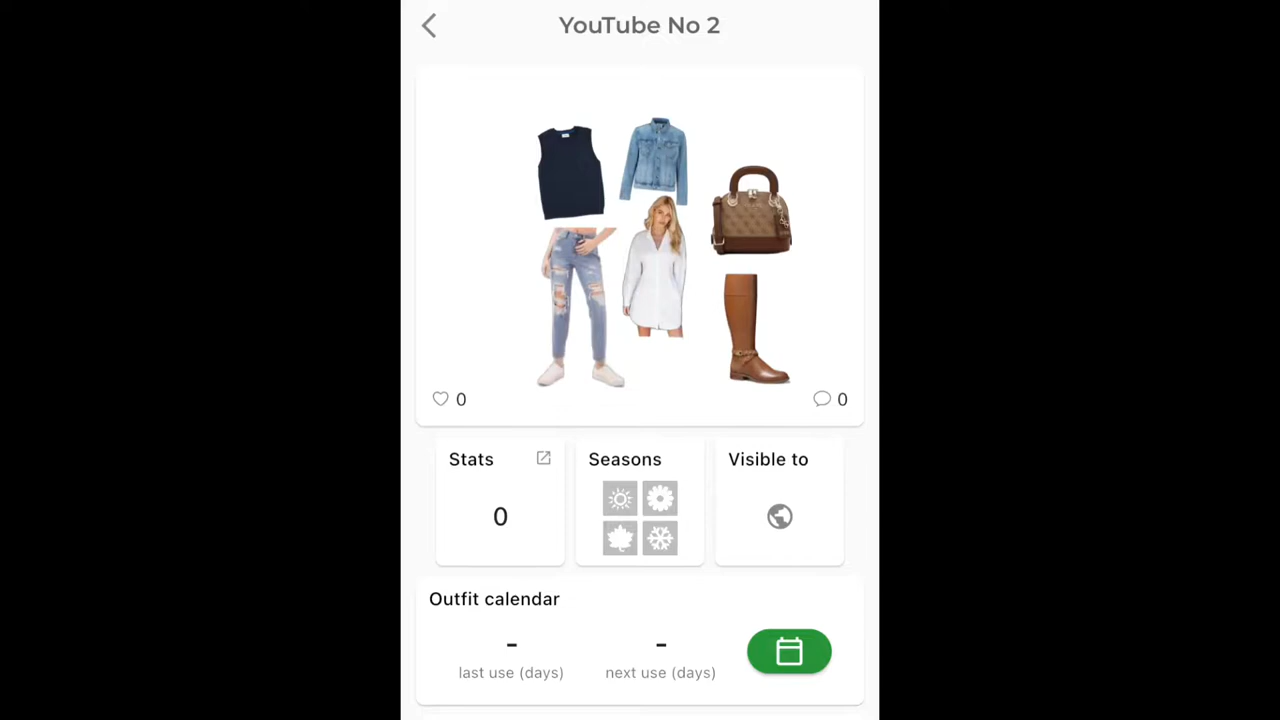 YouTube No 2
0
0
Stats
Seasons
Visible to
0
Outfit calendar
-
-
last use (days)
next use (days)